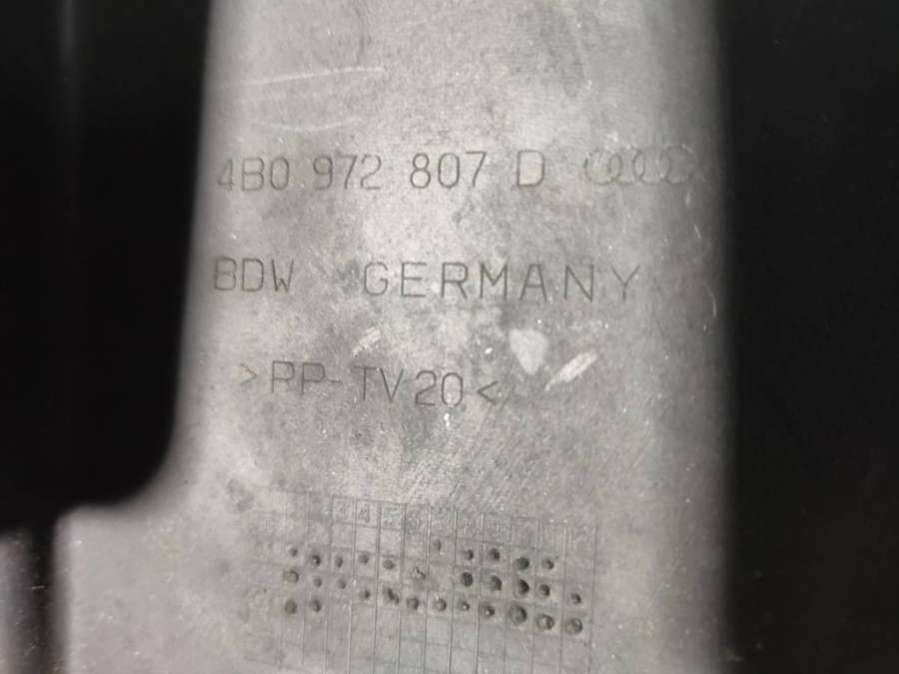 4B0 972 807 D
BDW GERMANY
>PP-TV20<